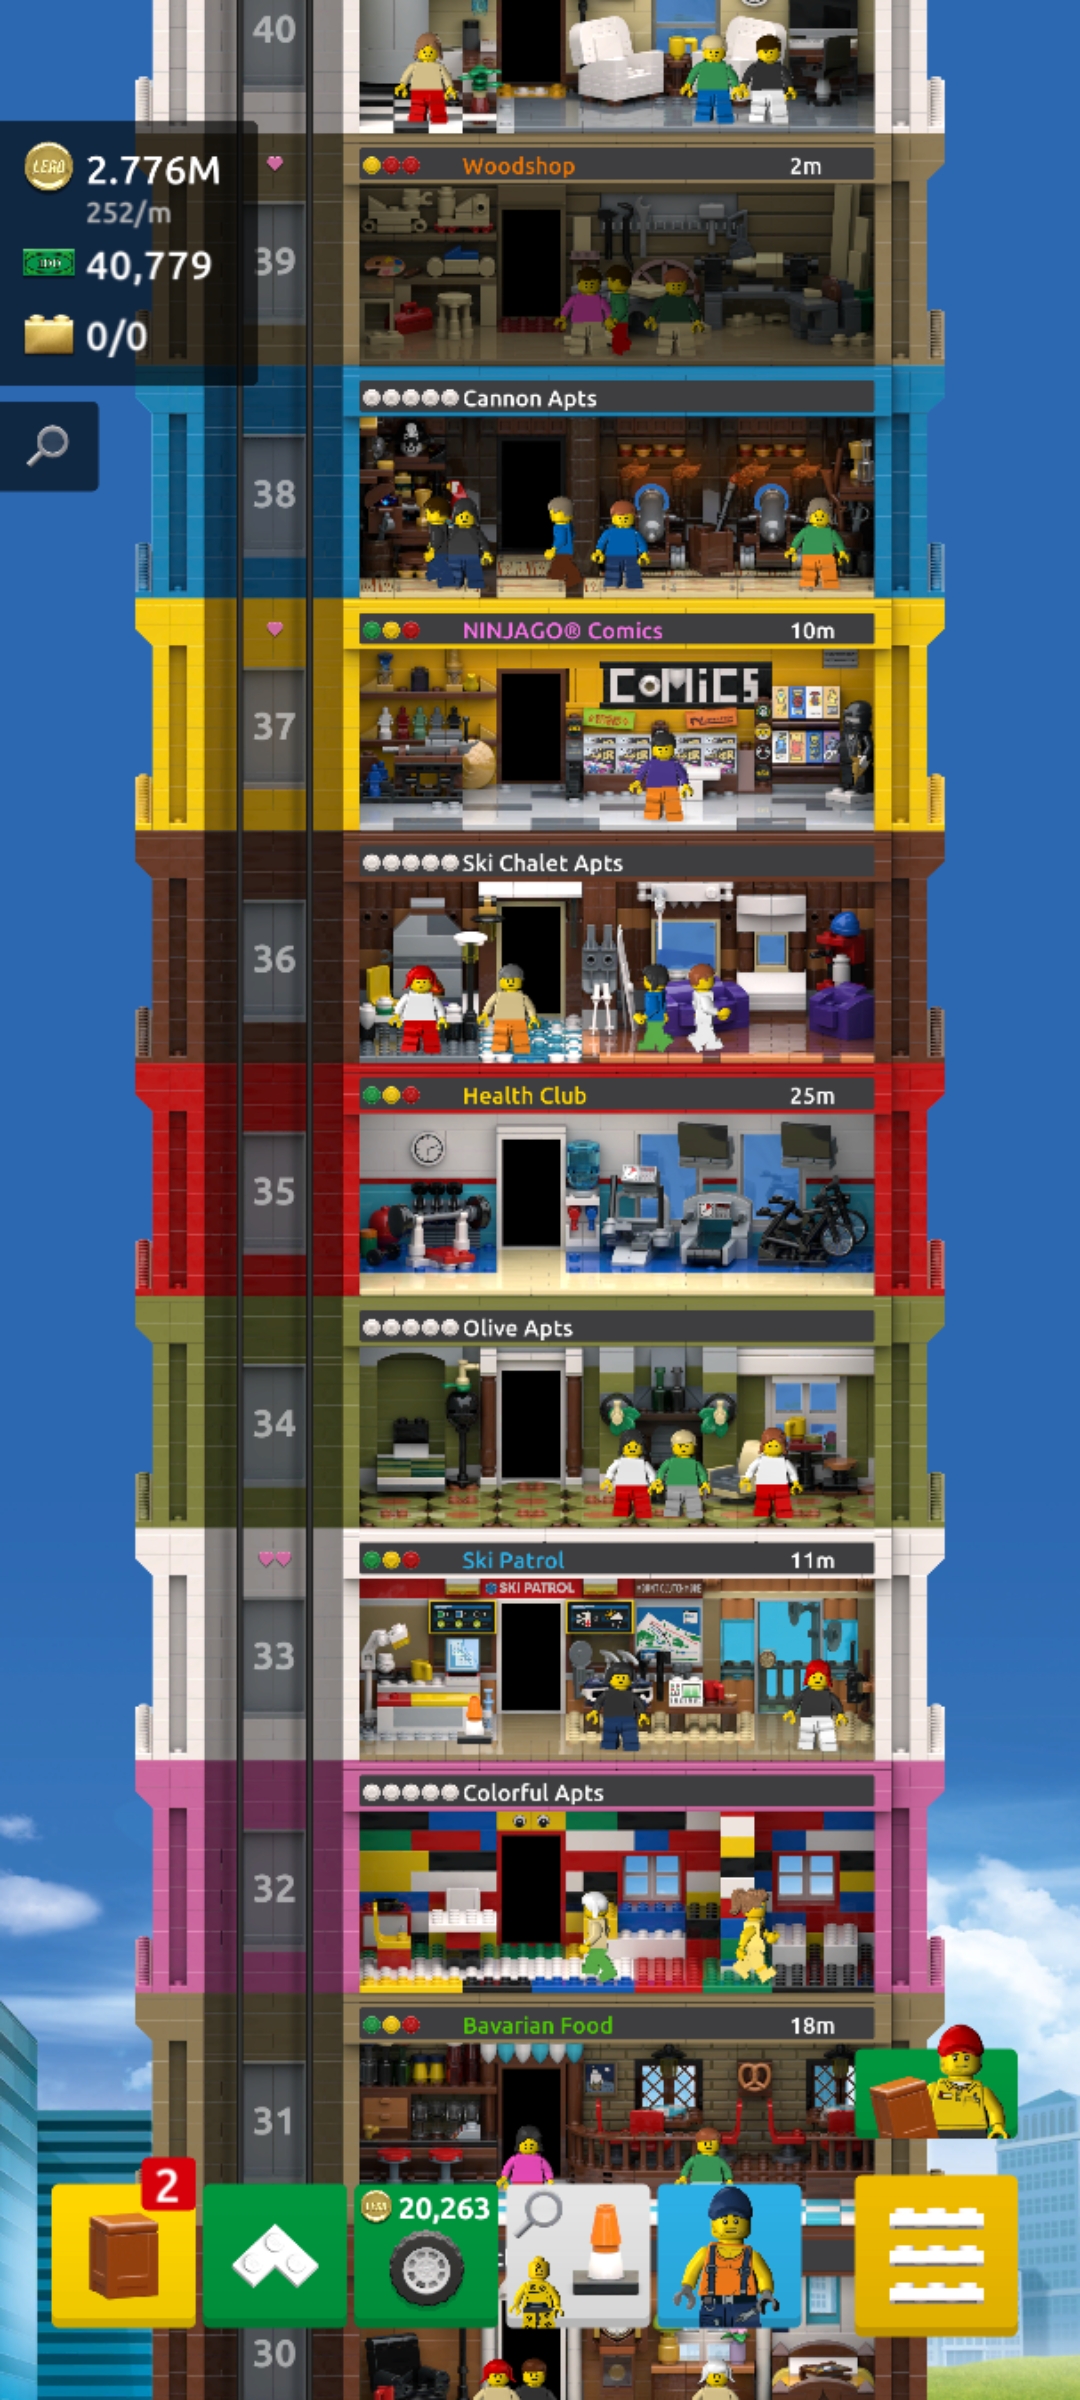 40
LEGO 2.776M
252/m
40,779
0/0
Woodshop 2m
39
Cannon Apts
38
NINJAGO® Comics 10m
COMiCS
37
Ski Chalet Apts
36
Health Club 25m
35
Olive Apts
34
Ski Patrol 11m
SKI PATROL
33
Colorful Apts
32
Bavarian Food 18m
31
2
20,263
30